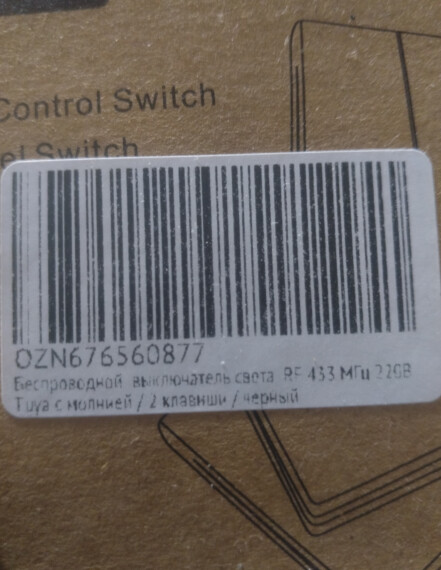 Control Switch
el Switch
OZN676560877
Беспроводной выключатель света RF 433 МГц 220В
Tuya с молнией / 2 клавиши / черный